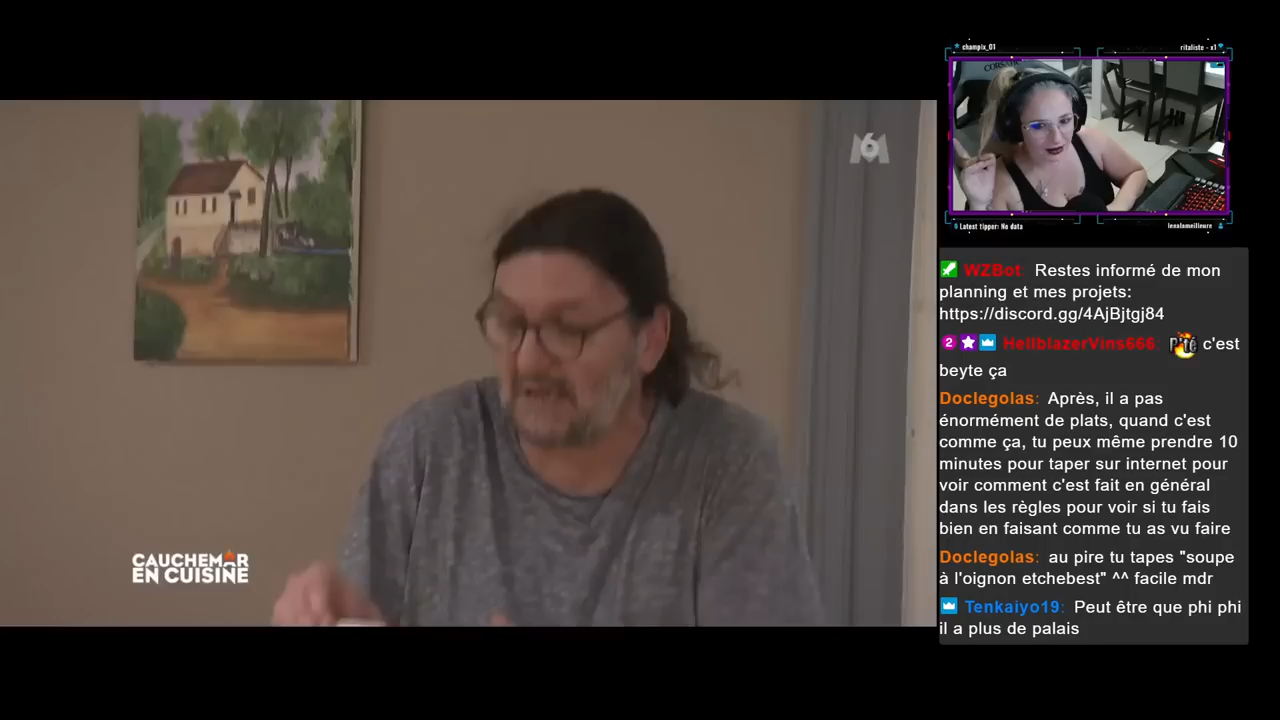 champix_01
ritaliste - x1
CORSAIR
M6
Latest tipper: No data
lenalameilleure
CAUCHEMAR
EN CUISINE
WZBot: Restes informé de mon
planning et mes projets:
https://discord.gg/4AjBjtgj84
2 HellblazerVins666: c'est
beyte ça
Doclegolas: Après, il a pas
énormément de plats, quand c'est
comme ça, tu peux même prendre 10
minutes pour taper sur internet pour
voir comment c'est fait en général
dans les règles pour voir si tu fais
bien en faisant comme tu as vu faire
Doclegolas: au pire tu tapes "soupe
à l'oignon etchebest" ^^ facile mdr
Tenkaiyo19: Peut être que phi phi
il a plus de palais